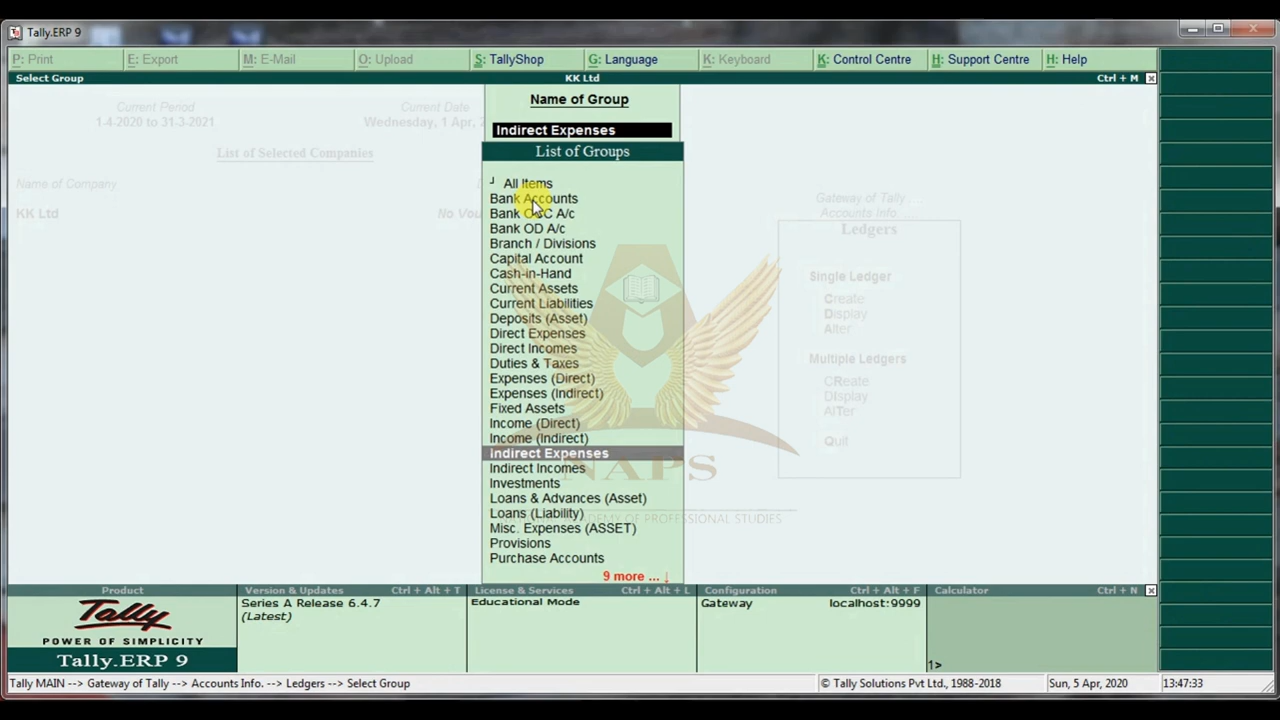 Tally.ERP 9
P: Print E: Export M: E-Mail O: Upload S: TallyShop G: Language K: Keyboard K: Control Centre H: Support Centre H: Help
Select Group KK Ltd Ctrl + M
Current Period Current Date
1-4-2020 to 31-3-2021 Wednesday, 1 Apr, 2
List of Selected Companies
Name of Company
KK Ltd No Vou
Name of Group
Indirect Expenses
List of Groups
┘ All Items
Bank Accounts
Bank OCC A/c
Bank OD A/c
Branch / Divisions
Capital Account
Cash-in-Hand
Current Assets
Current Liabilities
Deposits (Asset)
Direct Expenses
Direct Incomes
Duties & Taxes
Expenses (Direct)
Expenses (Indirect)
Fixed Assets
Income (Direct)
Income (Indirect)
Indirect Expenses
Indirect Incomes
Investments
Loans & Advances (Asset)
Loans (Liability)
Misc. Expenses (ASSET)
Provisions
Purchase Accounts
9 more ... ↓
Gateway of Tally ....
Accounts Info. ....
Ledgers
Single Ledger
Create
Display
Alter
Multiple Ledgers
CReate
DIsplay
AlTer
Quit
NAPS
ACADEMY OF PROFESSIONAL STUDIES
Product Version & Updates Ctrl + Alt + T License & Services Ctrl + Alt + L Configuration Ctrl + Alt + F Calculator Ctrl + N
Tally
POWER OF SIMPLICITY
Tally.ERP 9
Series A Release 6.4.7
(Latest)
Educational Mode
Gateway localhost:9999
1>
Tally MAIN --> Gateway of Tally --> Accounts Info. --> Ledgers --> Select Group © Tally Solutions Pvt Ltd., 1988-2018 Sun, 5 Apr, 2020 13:47:33